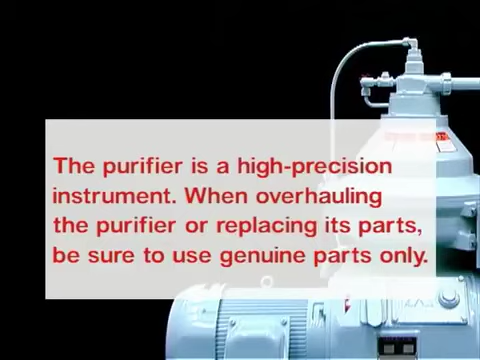 The purifier is a high-precision
instrument. When overhauling
the purifier or replacing its parts,
be sure to use genuine parts only.